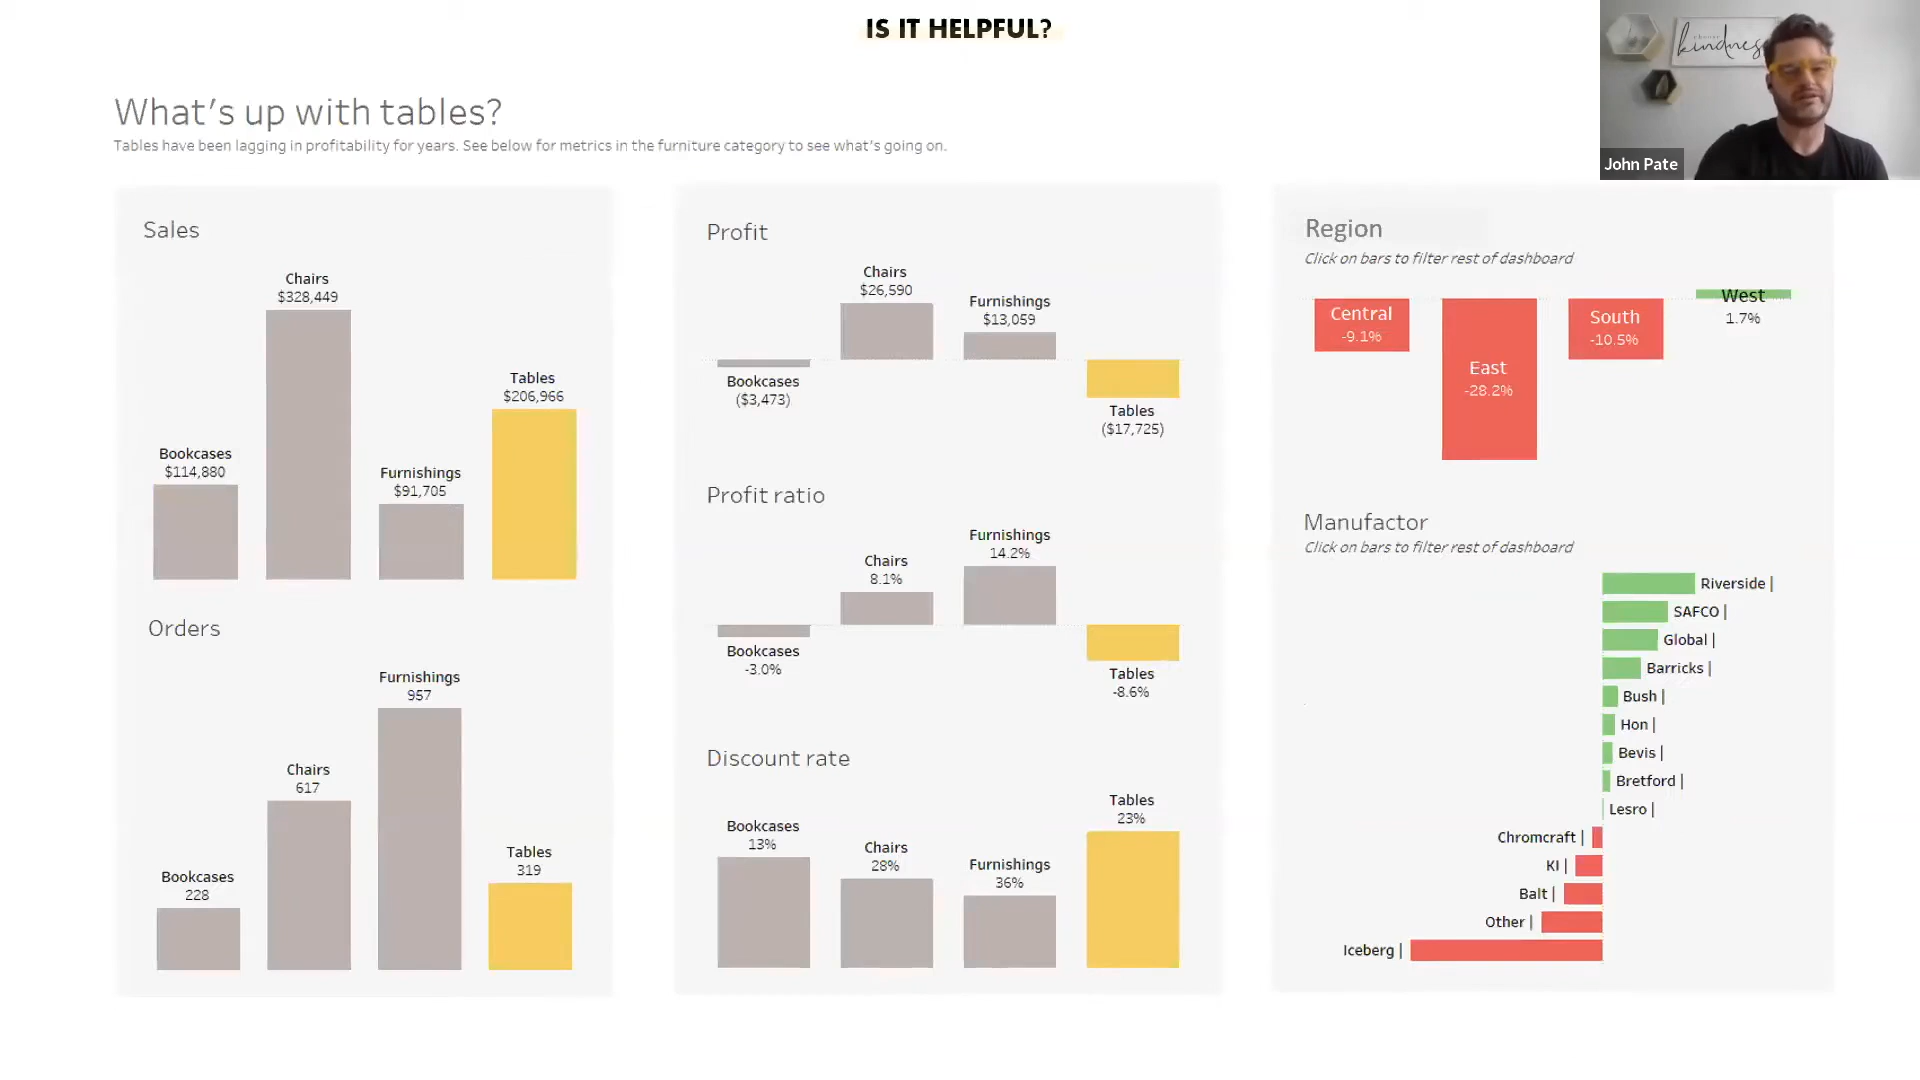 IS IT HELPFUL?
kindness
John Pate
What's up with tables?
Tables have been lagging in profitability for years. See below for metrics in the furniture category to see what's going on.
Sales
Chairs
$328,449
Tables
$206,966
Bookcases
$114,880
Furnishings
$91,705
Orders
Furnishings
957
Chairs
617
Tables
319
Bookcases
228
Profit
Chairs
$26,590
Furnishings
$13,059
Bookcases
($3,473)
Tables
($17,725)
Profit ratio
Furnishings
14.2%
Chairs
8.1%
Bookcases
-3.0%
Tables
-8.6%
Discount rate
Tables
23%
Bookcases
13%
Chairs
28%
Furnishings
36%
Region
Click on bars to filter rest of dashboard
Central
-9.1%
East
-28.2%
South
-10.5%
West
1.7%
Manufactor
Click on bars to filter rest of dashboard
Riverside |
SAFCO |
Global |
Barricks |
Bush |
Hon |
Bevis |
Bretford |
Lesro |
Chromcraft |
KI |
Balt |
Other |
Iceberg |